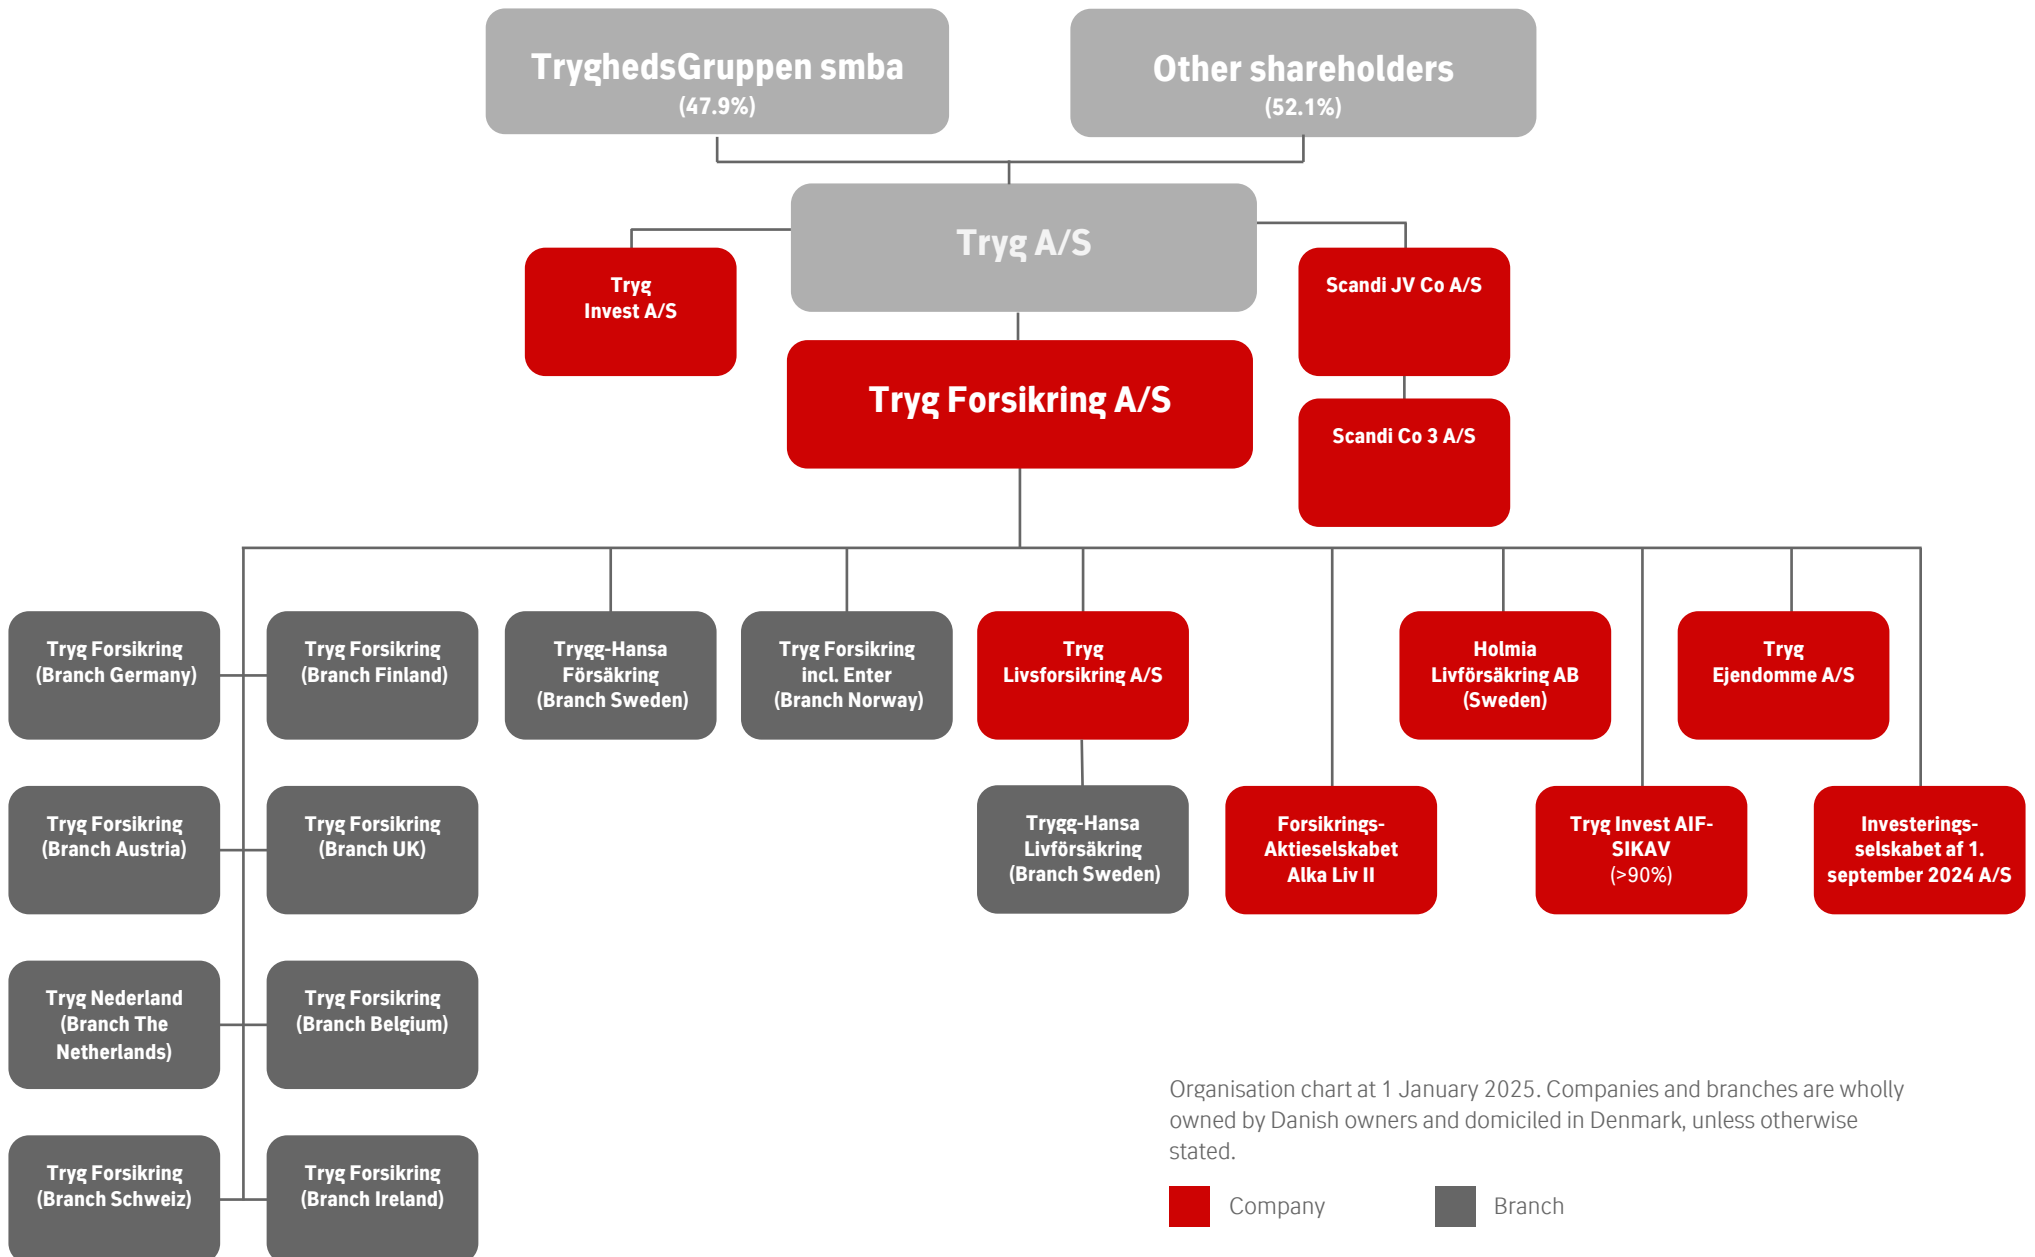 TryghedsGruppen smba
(47.9%)
Other shareholders
(52.1%)
Tryg A/S
Tryg
Invest A/S
Scandi JV Co A/S
Tryg Forsikring A/S
Scandi Co 3 A/S
Tryg Forsikring
(Branch Germany)
Tryg Forsikring
(Branch Finland)
Trygg-Hansa
Försäkring
(Branch Sweden)
Tryg Forsikring
incl. Enter
(Branch Norway)
Tryg
Livsforsikring A/S
Holmia
Livförsäkring AB
(Sweden)
Tryg
Ejendomme A/S
Tryg Forsikring
(Branch Austria)
Tryg Forsikring
(Branch UK)
Trygg-Hansa
Livförsäkring
(Branch Sweden)
Forsikrings-
Aktieselskabet
Alka Liv II
Tryg Invest AIF-
SIKAV
(>90%)
Investerings-
selskabet af 1.
september 2024 A/S
Tryg Nederland
(Branch The
Netherlands)
Tryg Forsikring
(Branch Belgium)
Tryg Forsikring
(Branch Schweiz)
Tryg Forsikring
(Branch Ireland)
Organisation chart at 1 January 2025. Companies and branches are wholly
owned by Danish owners and domiciled in Denmark, unless otherwise
stated.
Company
Branch